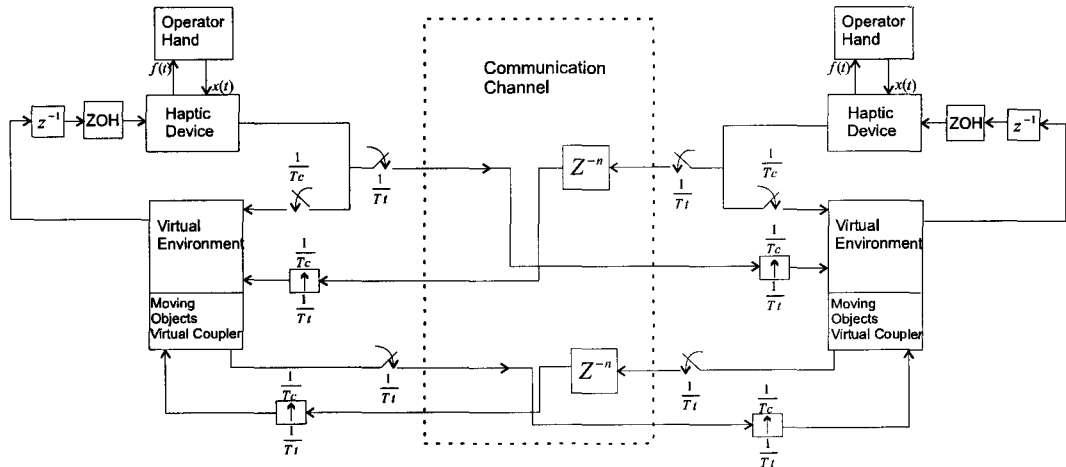 Operator
Hand
f(t)
x(t)
z⁻¹
ZOH
Haptic
Device
Communication
Channel
Operator
Hand
f(t)
x(t)
Haptic
Device
ZOH
z⁻¹
1/Tc
1/Tt
Z⁻ⁿ
1/Tt
1/Tc
Virtual
Environment
1/Tc
1/Tt
Moving
Objects
Virtual Coupler
1/Tc
1/Tt
Virtual
Environment
Moving
Objects
Virtual Coupler
1/Tt
Z⁻ⁿ
1/Tt
1/Tc
1/Tt
1/Tc
1/Tt